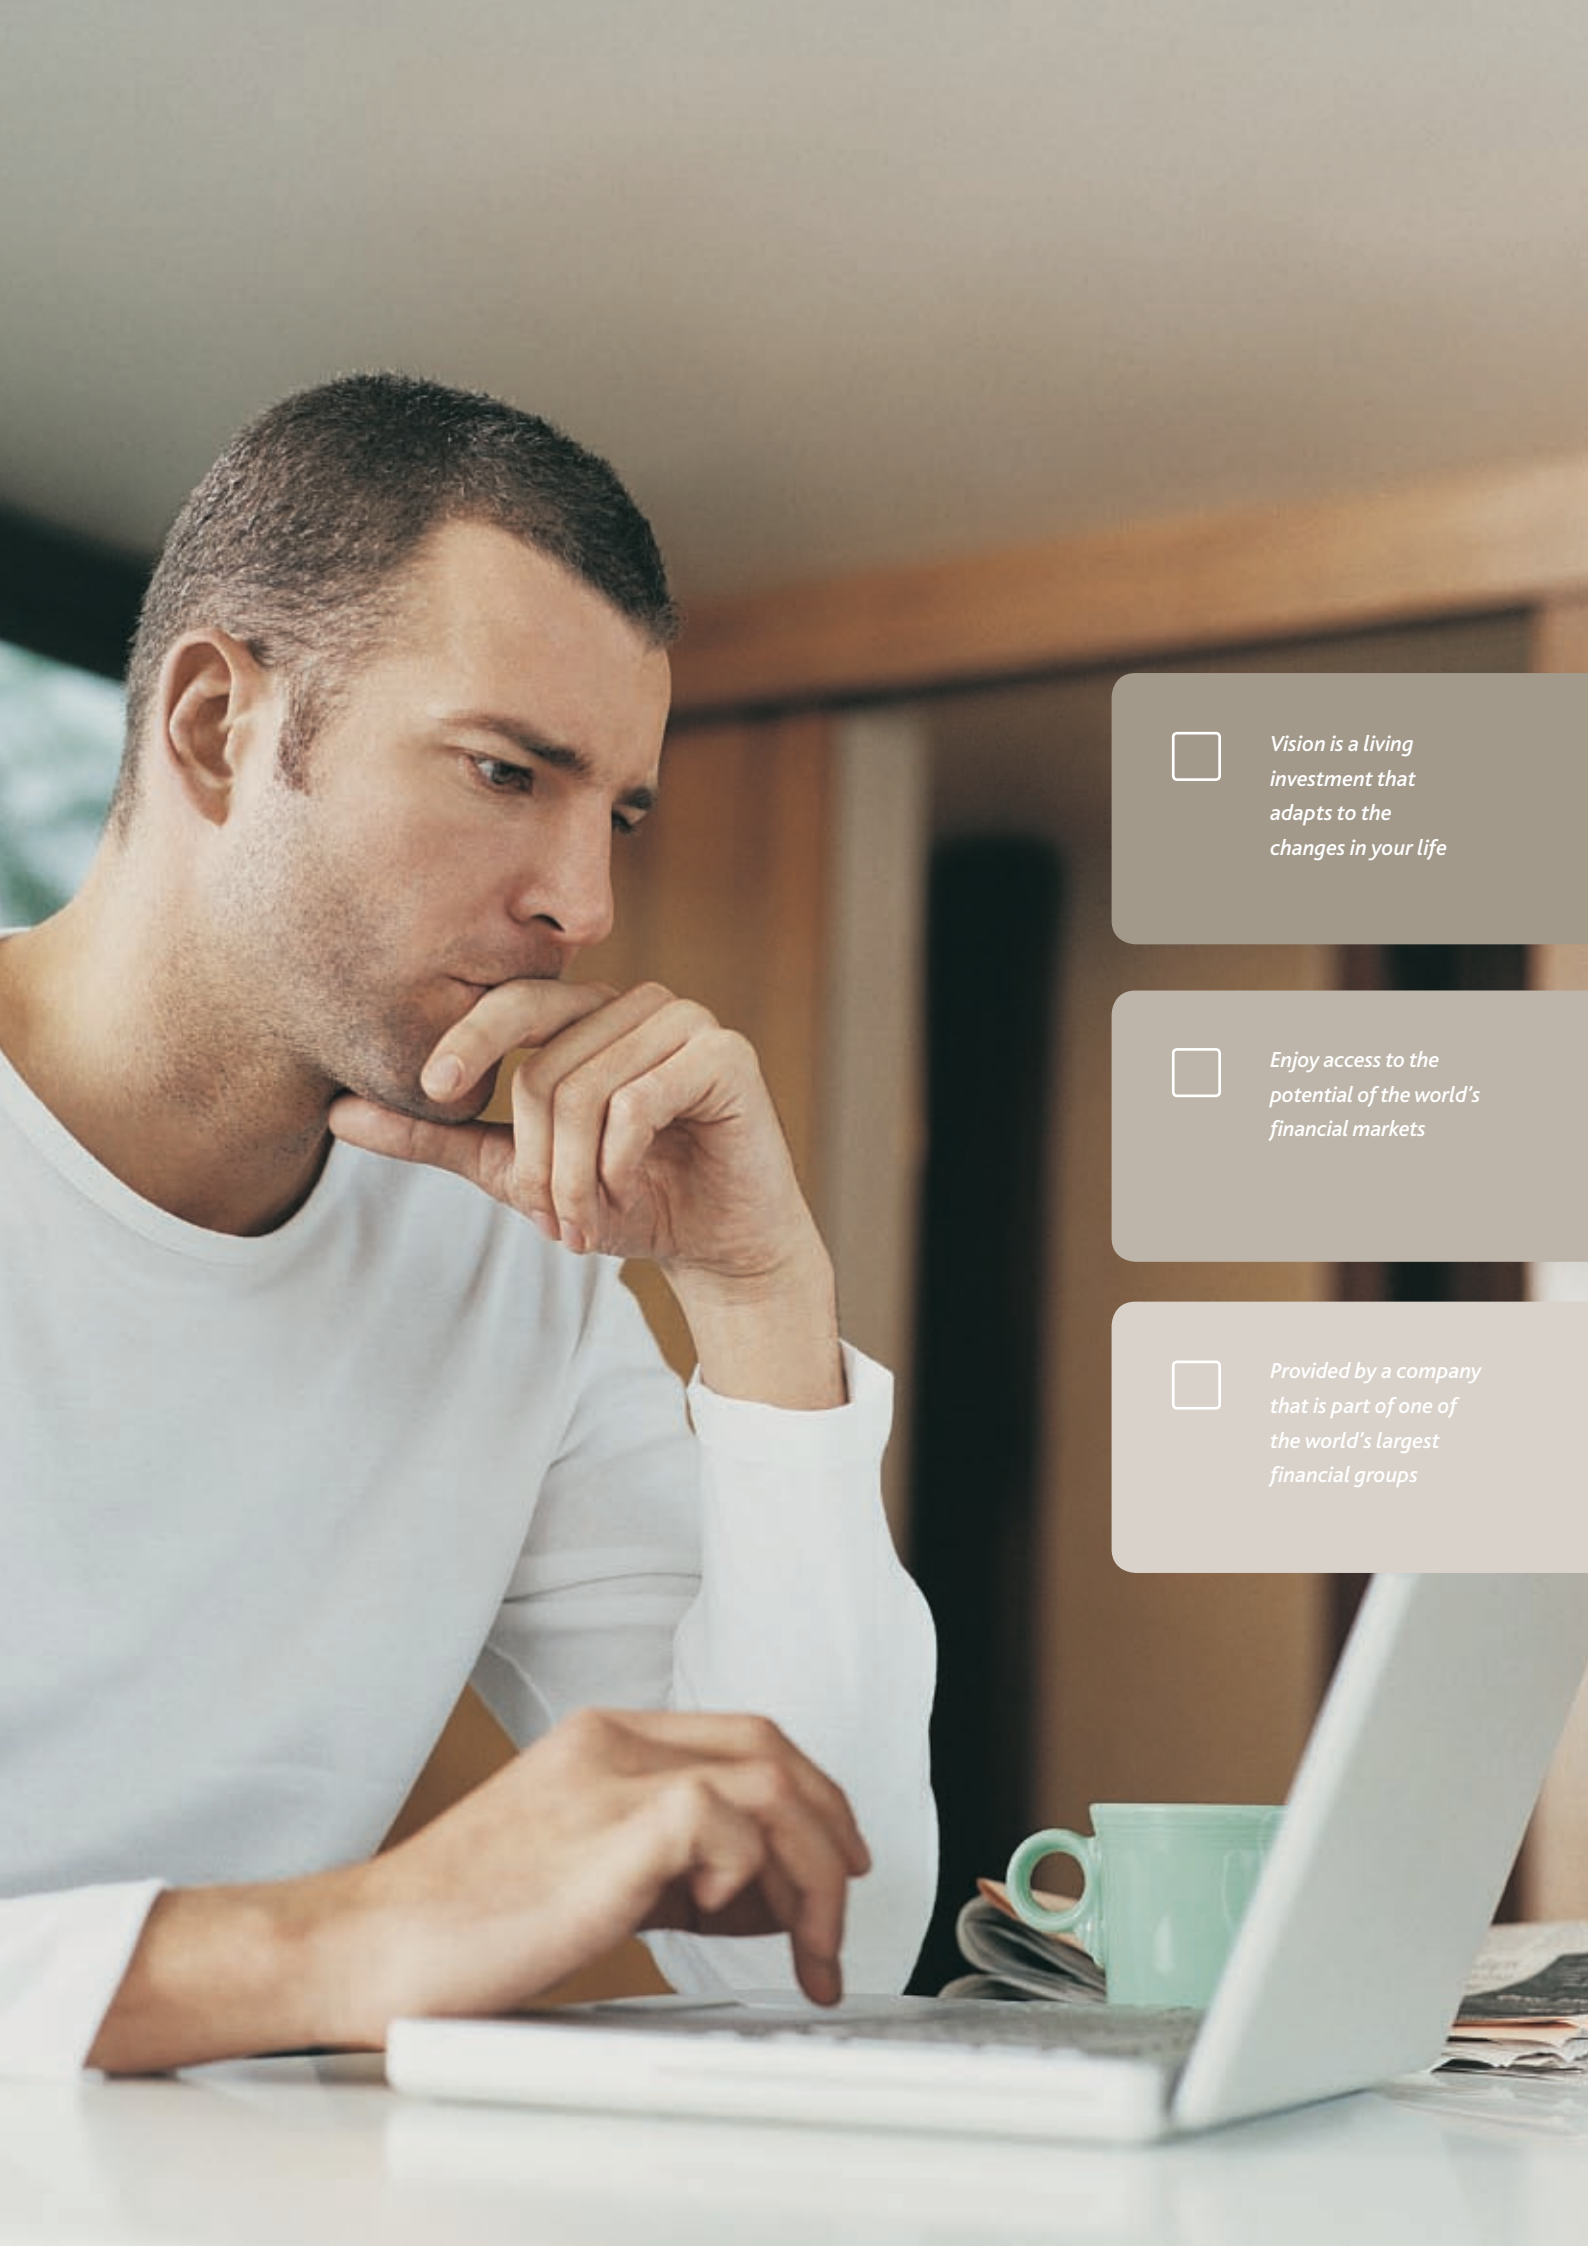 Vision is a living
investment that
adapts to the
changes in your life
Enjoy access to the
potential of the world's
financial markets
Provided by a company
that is part of one of
the world's largest
financial groups